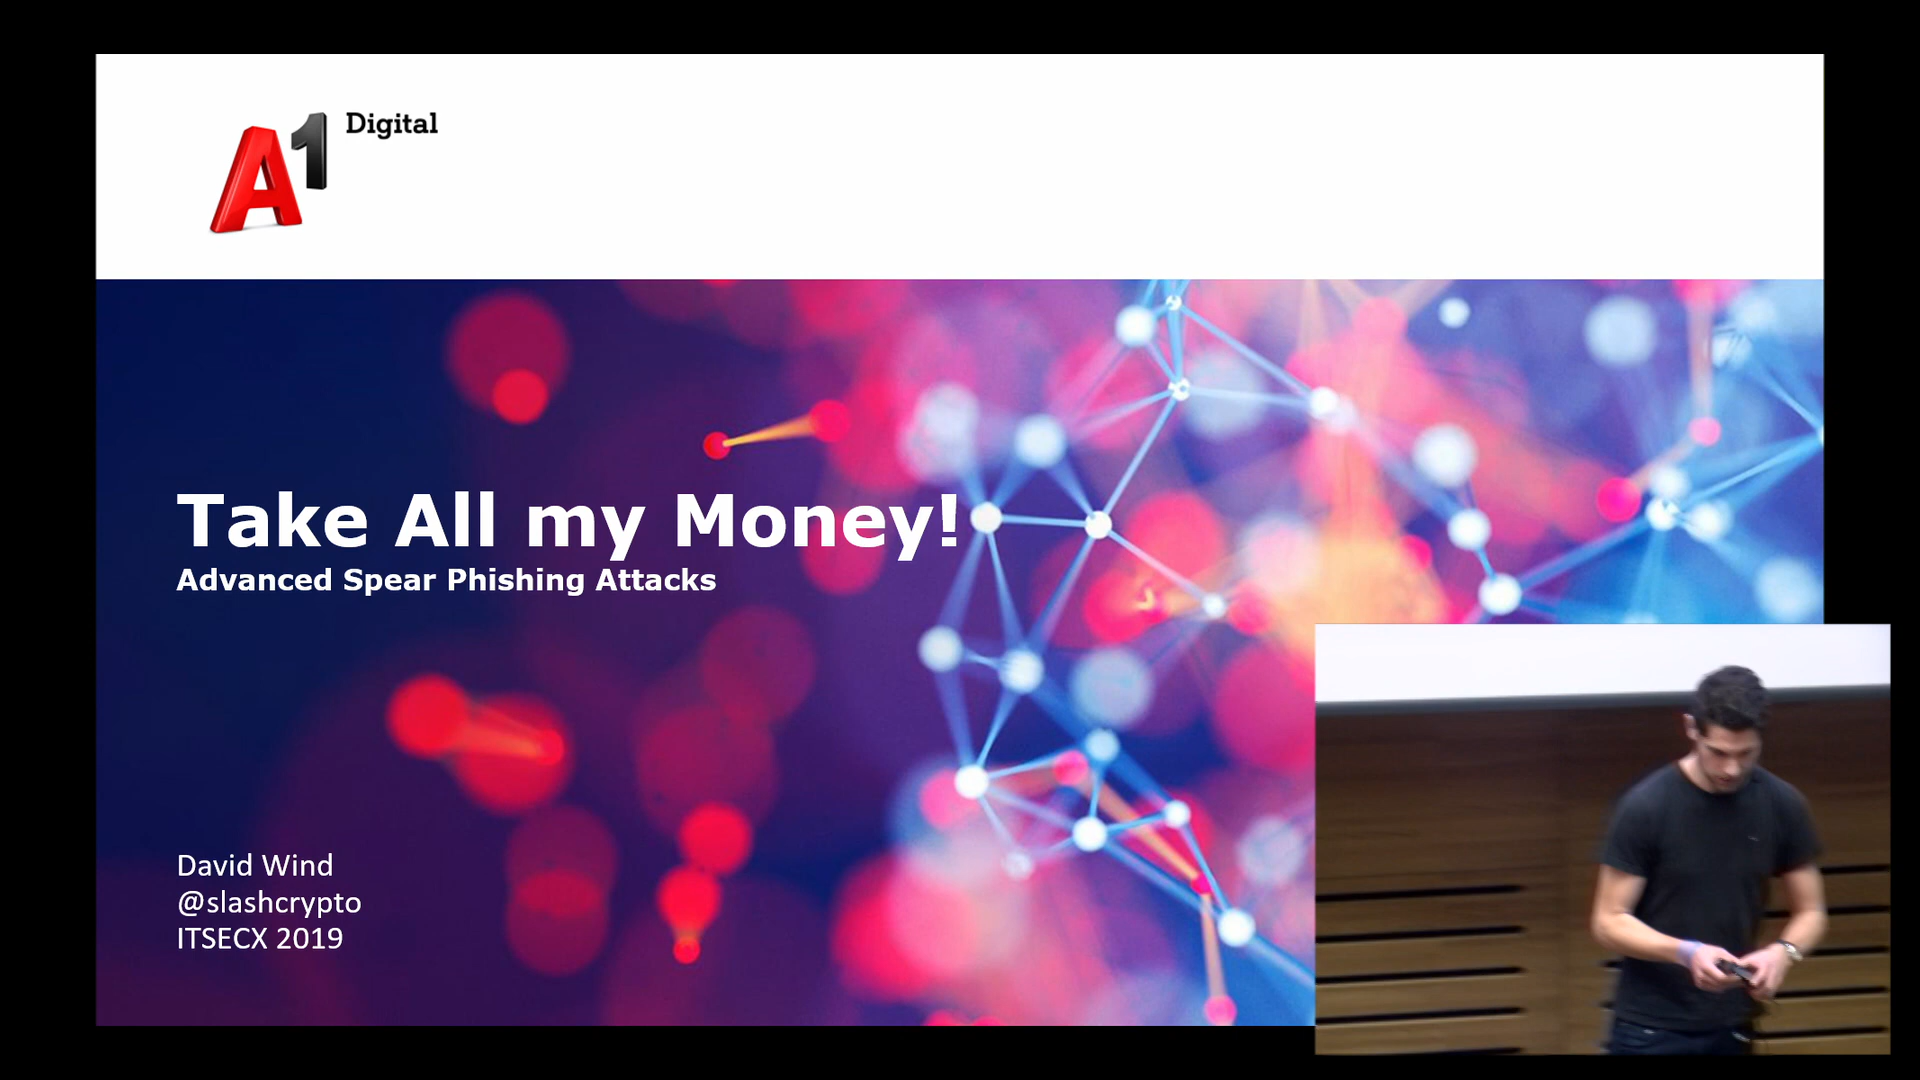 A1 Digital
Take All my Money!
Advanced Spear Phishing Attacks
David Wind
@slashcrypto
ITSECX 2019